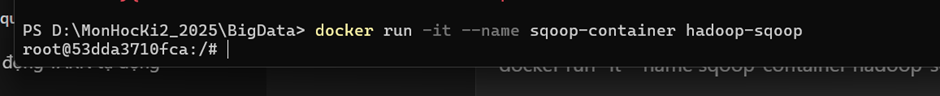 qu
PS D:\MonHocKi2_2025\BigData> docker run -it --name sqoop-container hadoop-sqoop
root@53dda3710fca:/#
docker run -it --name sqoop-container hadoop-s